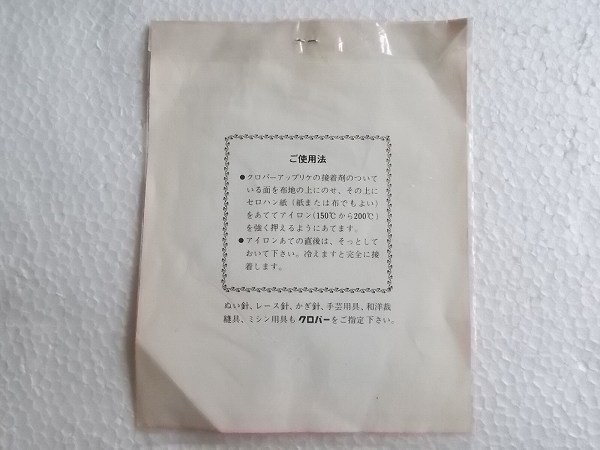 ご使用法
●クロバーアップリケの接着剤のついて
いる面を布地の上にのせ、その上に
セロハン紙(紙または布でもよい)
をあててアイロン(150℃から200℃)
を強く押えるようにあてます。
●アイロンあての直後は、そっとして
おいて下さい。冷えますと完全に接
着します。
ぬい針、レース針、かぎ針、手芸用具、和洋裁
縫具、ミシン用具もクロバーをご指定下さい。